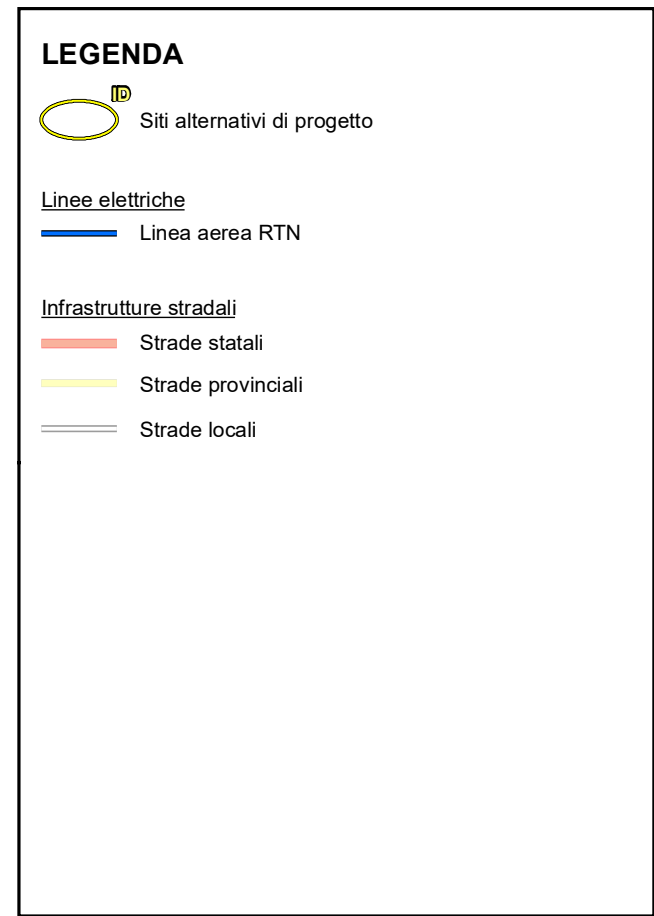 LEGENDA
ID
Siti alternativi di progetto
Linee elettriche
Linea aerea RTN
Infrastrutture stradali
Strade statali
Strade provinciali
Strade locali